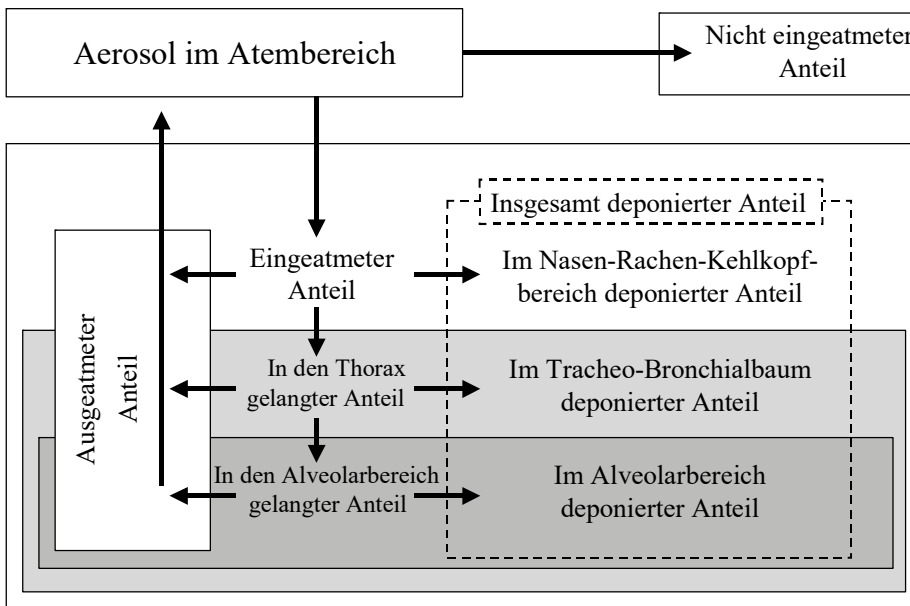 Aerosol im Atembereich
Nicht eingeatmeter
Anteil
Insgesamt deponierter Anteil
Eingeatmeter
Anteil
Im Nasen-Rachen-Kehlkopf-
bereich deponierter Anteil
Ausgeatmeter
Anteil
In den Thorax
gelangter Anteil
Im Tracheo-Bronchialbaum
deponierter Anteil
In den Alveolarbereich
gelangter Anteil
Im Alveolarbereich
deponierter Anteil